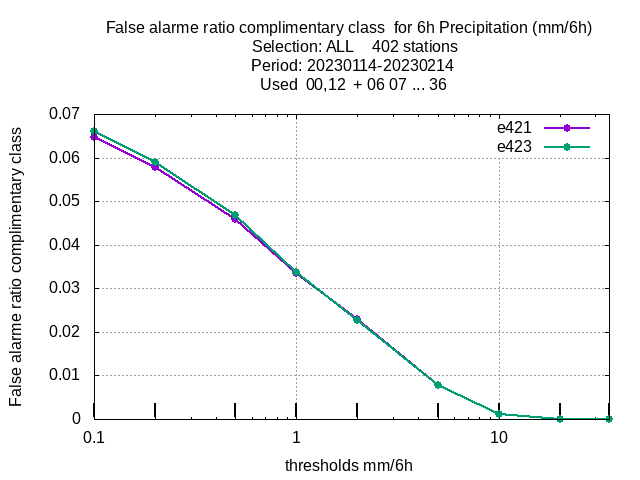 False alarme ratio complimentary class  for 6h Precipitation (mm/6h)
Selection: ALL    402 stations
Period: 20230114-20230214
Used  00,12  + 06 07 ... 36
e421
e423
False alarme ratio complimentary class
0.07
0.06
0.05
0.04
0.03
0.02
0.01
0
0.1
1
10
thresholds mm/6h